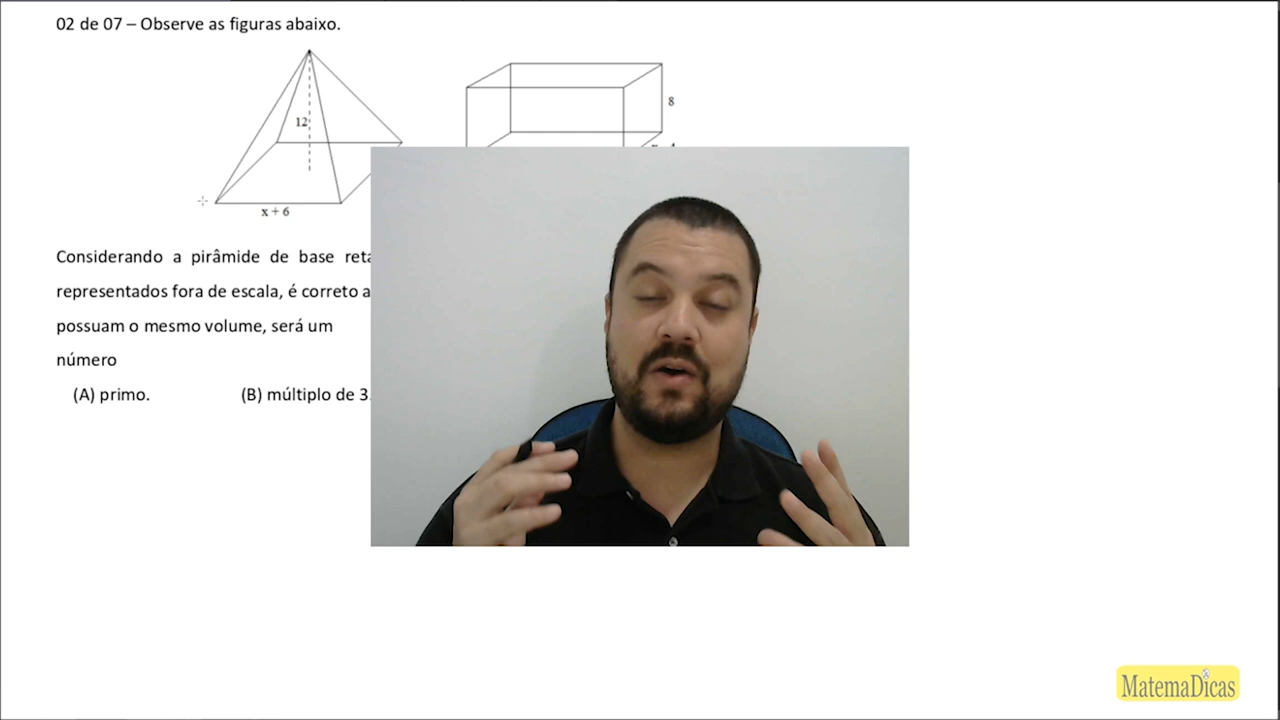 02 de 07 – Observe as figuras abaixo.
12
8
x + 6
Considerando a pirâmide de base
representados fora de escala, é correto
possuam o mesmo volume, será um
número
(A) primo. (B) múltiplo de 3.
MatemaDicas